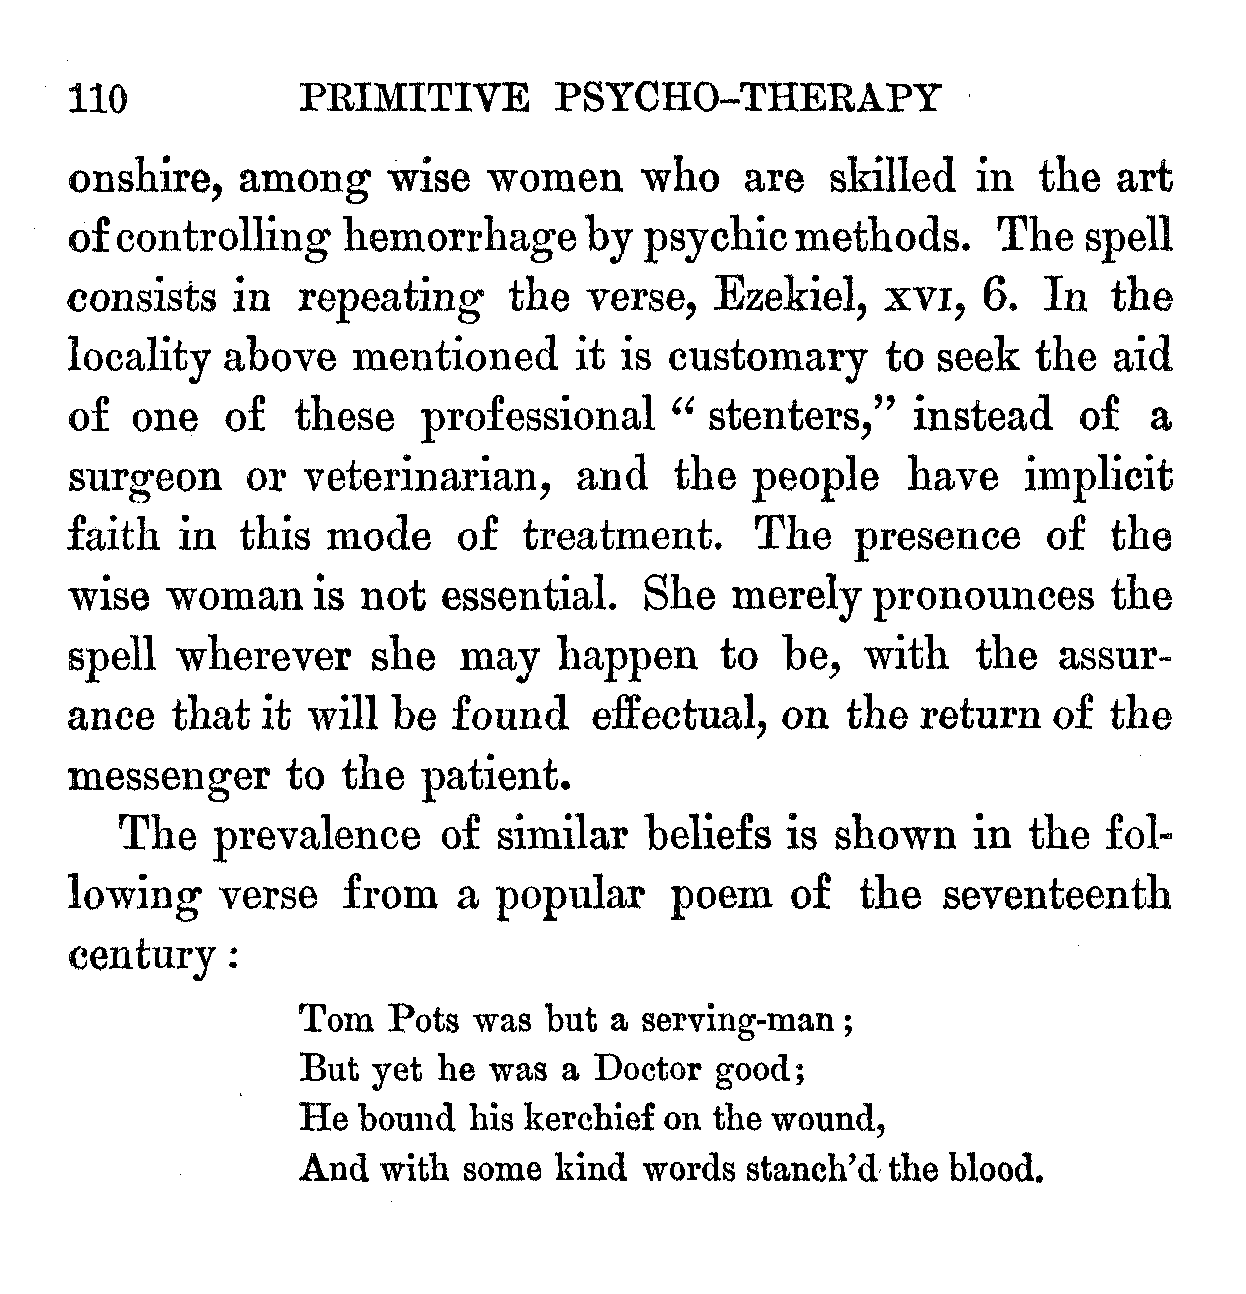 110 PRIMITIVE PSYCHO-THERAPY
onshire, among wise women who are skilled in the art
of controlling hemorrhage by psychic methods. The spell
consists in repeating the verse, Ezekiel, XVI, 6. In the
locality above mentioned it is customary to seek the aid
of one of these professional “ stenters,” instead of a
surgeon or veterinarian, and the people have implicit
faith in this mode of treatment. The presence of the
wise woman is not essential. She merely pronounces the
spell wherever she may happen to be, with the assur-
ance that it will be found effectual, on the return of the
messenger to the patient.
The prevalence of similar beliefs is shown in the fol-
lowing verse from a popular poem of the seventeenth
century :
Tom Pots was but a serving-man ;
But yet he was a Doctor good;
He bound his kerchief on the wound,
And with some kind words stanch’d the blood.